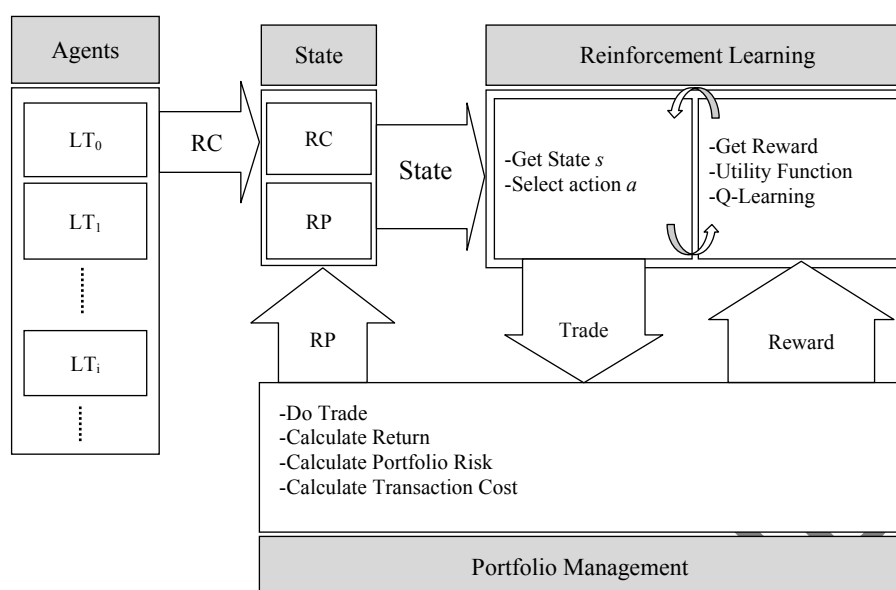 Agents
State
Reinforcement Learning
LT0
LT1
LTi
RC
RC
RP
State
-Get State s
-Select action a
-Get Reward
-Utility Function
-Q-Learning
RP
Trade
Reward
-Do Trade
-Calculate Return
-Calculate Portfolio Risk
-Calculate Transaction Cost
Portfolio Management